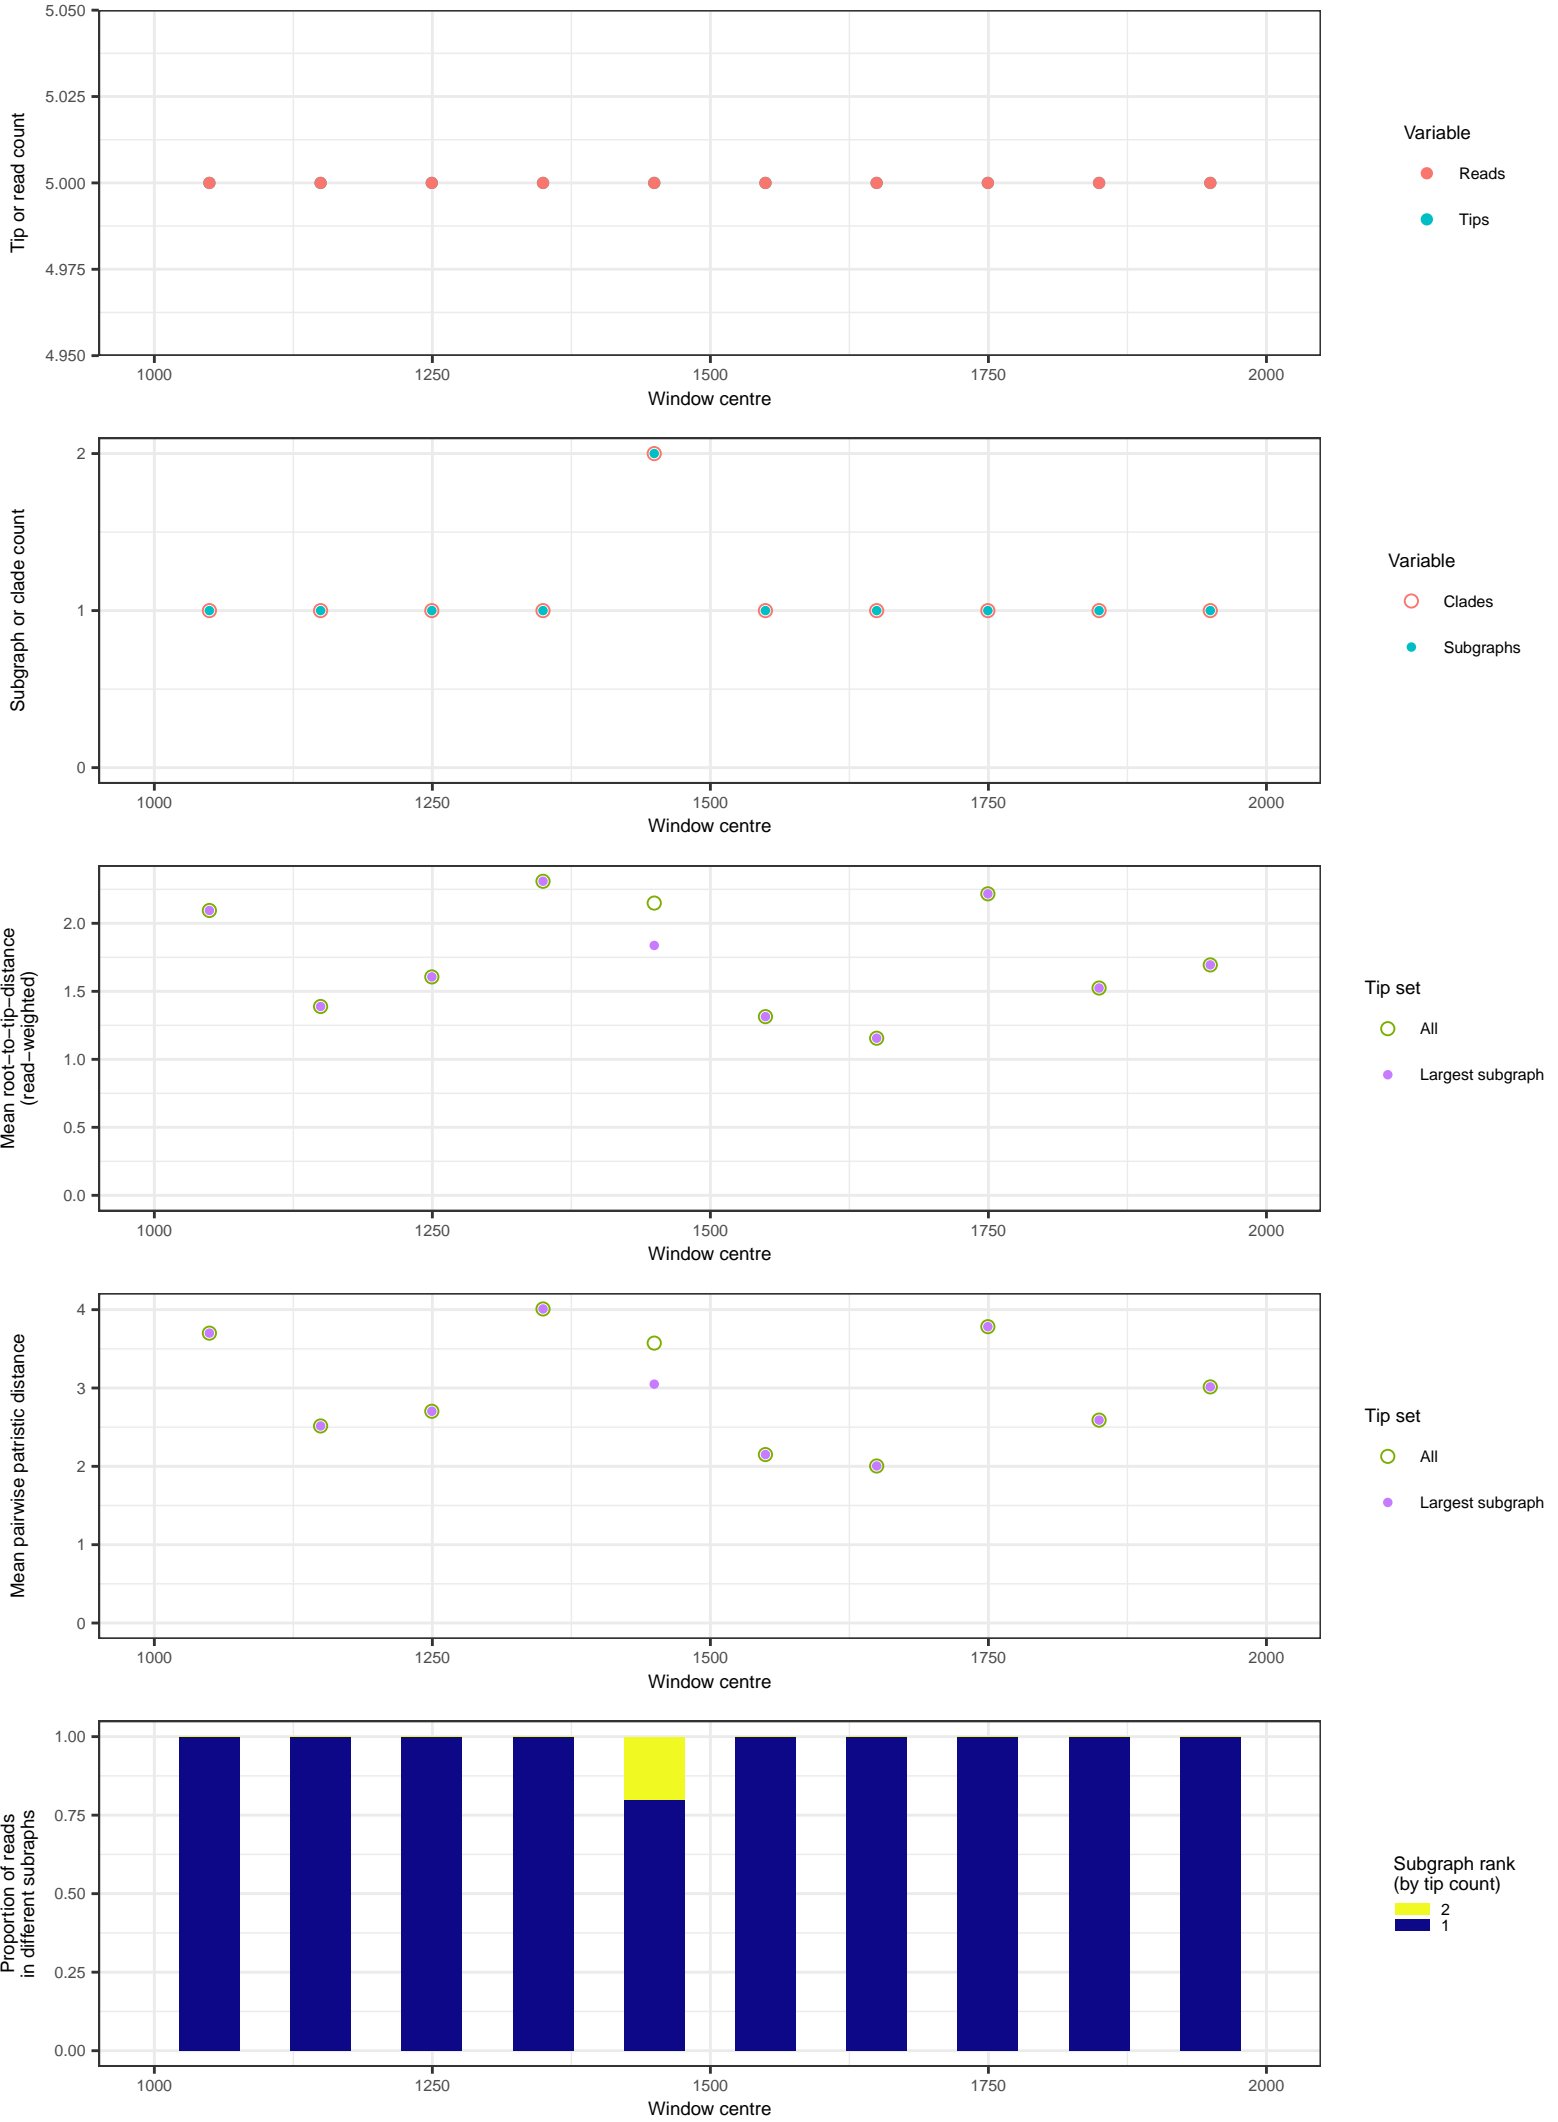 5.050
5.025
5.000
4.975
4.950
Tip or read count
1000 1250 1500 1750 2000
Window centre
Variable
Reads
Tips
2
1
0
Subgraph or clade count
1000 1250 1500 1750 2000
Window centre
Variable
Clades
Subgraphs
2.0
1.5
1.0
0.5
0.0
Mean root−to−tip−distance
(read−weighted)
1000 1250 1500 1750 2000
Window centre
Tip set
All
Largest subgraph
4
3
2
1
0
Mean pairwise patristic distance
1000 1250 1500 1750 2000
Window centre
Tip set
All
Largest subgraph
1.00
0.75
0.50
0.25
0.00
Proportion of reads
in different subraphs
1000 1250 1500 1750 2000
Window centre
Subgraph rank
(by tip count)
2
1